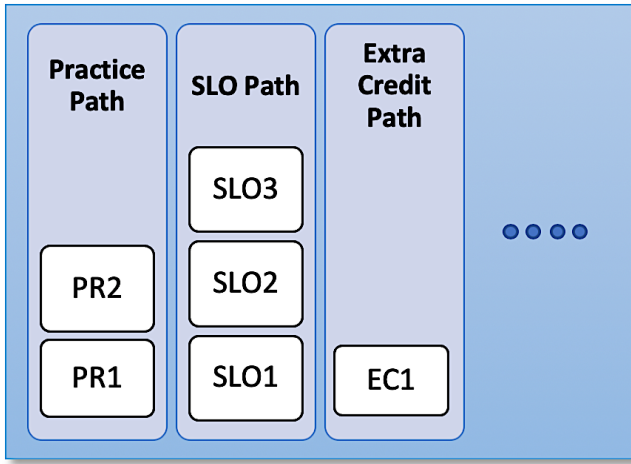 Practice
Path
PR2
PR1
SLO Path
SLO3
SLO2
SLO1
Extra
Credit
Path
EC1